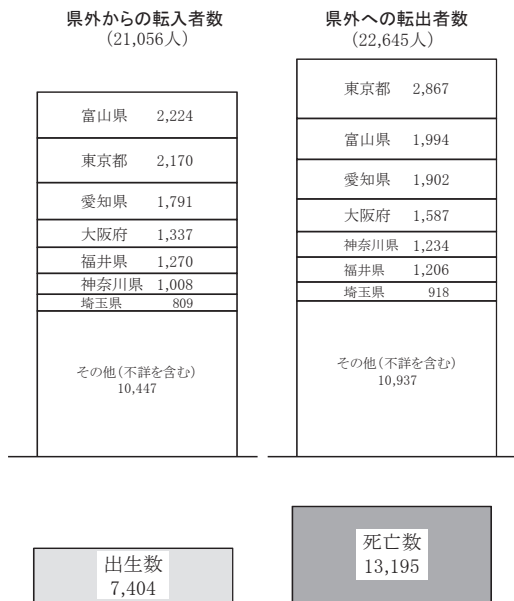 県外からの転入者数
(21,056人)
富山県 2,224
東京都 2,170
愛知県 1,791
大阪府 1,337
福井県 1,270
神奈川県 1,008
埼玉県 809
その他(不詳を含む)
10,447
県外への転出者数
(22,645人)
東京都 2,867
富山県 1,994
愛知県 1,902
大阪府 1,587
神奈川県 1,234
福井県 1,206
埼玉県 918
その他(不詳を含む)
10,937
出生数
7,404
死亡数
13,195